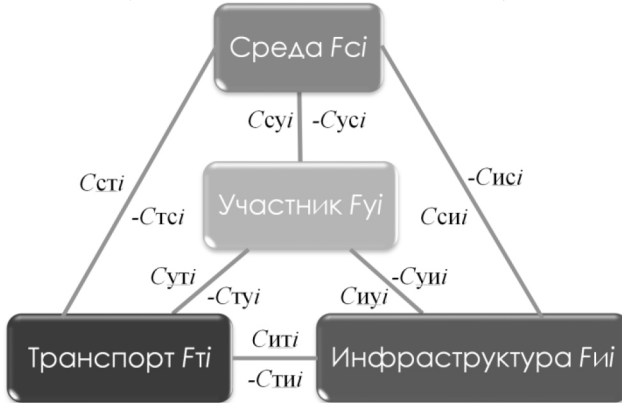 Среда Fci
Ccyi -Cyci
Ccтi -Cиci
-Cтci Ccиi
Участник Fyi
Cyтi -Cyиi
-Cтyi Cиyi
Транспорт Fтi
Cитi
-Cтиi
Инфраструктура Fиi